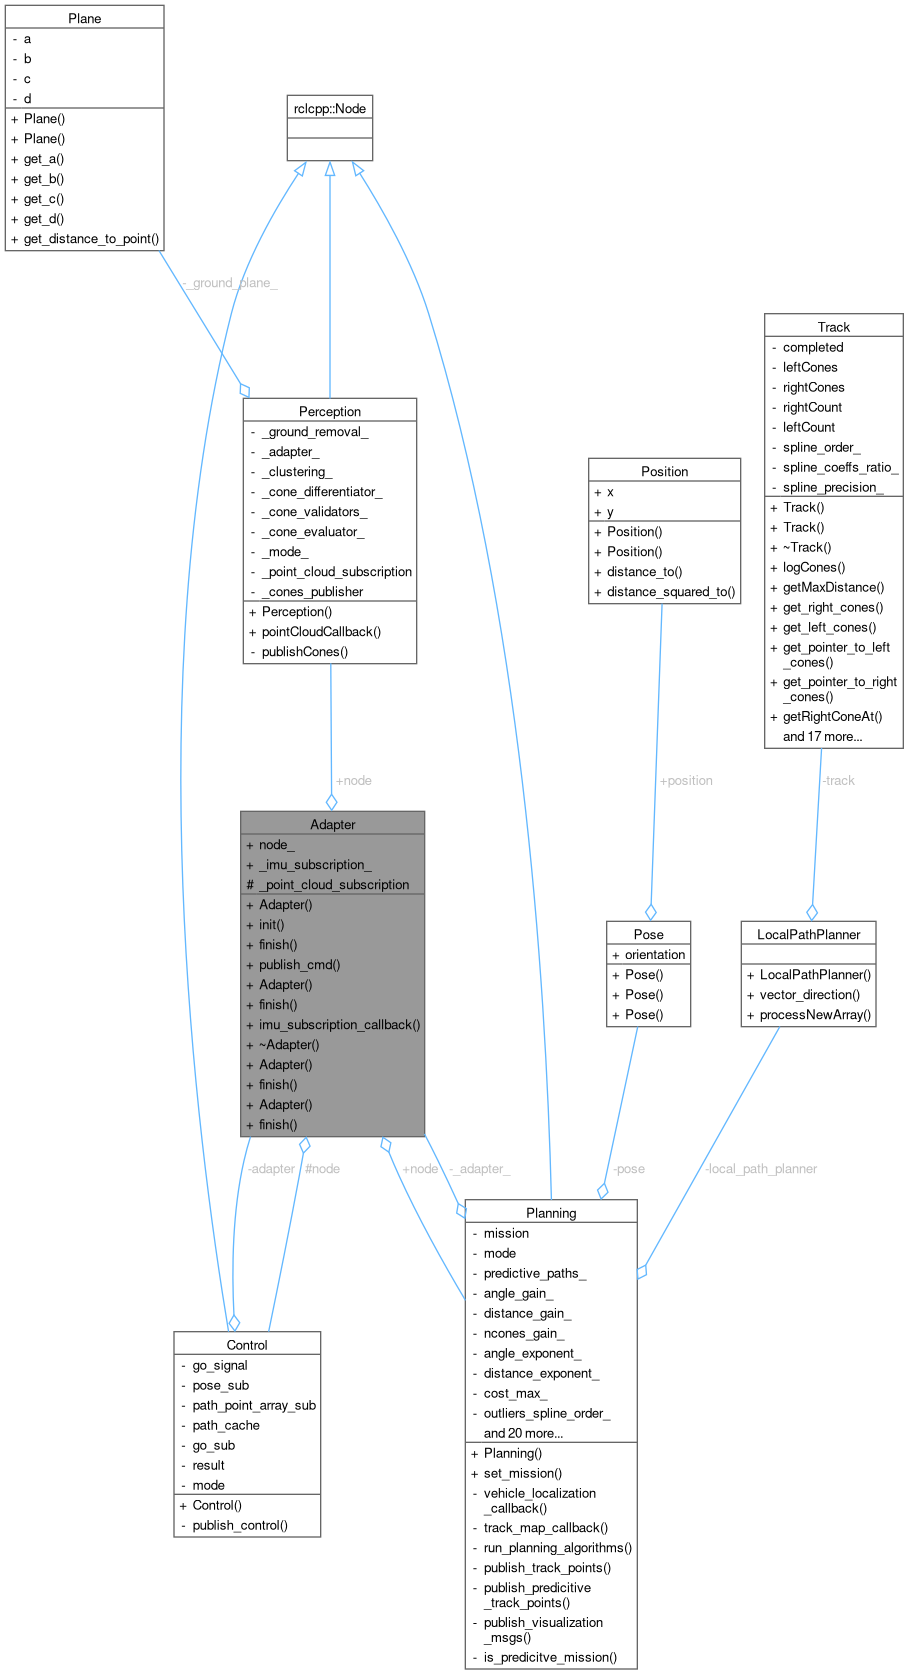 Plane
- a
- b
- c
- d
+ Plane()
+ Plane()
+ get_a()
+ get_b()
+ get_c()
+ get_d()
+ get_distance_to_point()
rclcpp::Node
-_ground_plane_
Perception
- _ground_removal_
- _adapter_
- _clustering_
- _cone_differentiator_
- _cone_validators_
- _cone_evaluator_
- _mode_
- _point_cloud_subscription
- _cones_publisher
+ Perception()
+ pointCloudCallback()
- publishCones()
Position
+ x
+ y
+ Position()
+ Position()
+ distance_to()
+ distance_squared_to()
Track
- completed
- leftCones
- rightCones
- rightCount
- leftCount
- spline_order_
- spline_coeffs_ratio_
- spline_precision_
+ Track()
+ Track()
+ ~Track()
+ logCones()
+ getMaxDistance()
+ get_right_cones()
+ get_left_cones()
+ get_pointer_to_left
_cones()
+ get_pointer_to_right
_cones()
+ getRightConeAt()
and 17 more...
+node
+position
-track
Adapter
+ node_
+ _imu_subscription_
# _point_cloud_subscription
+ Adapter()
+ init()
+ finish()
+ publish_cmd()
+ Adapter()
+ finish()
+ imu_subscription_callback()
+ ~Adapter()
+ Adapter()
+ finish()
+ Adapter()
+ finish()
Pose
+ orientation
+ Pose()
+ Pose()
+ Pose()
LocalPathPlanner
+ LocalPathPlanner()
+ vector_direction()
+ processNewArray()
-adapter
#node
+node
-_adapter_
-pose
-local_path_planner
Control
- go_signal
- pose_sub
- path_point_array_sub
- path_cache
- go_sub
- result
- mode
+ Control()
- publish_control()
Planning
- mission
- mode
- predictive_paths_
- angle_gain_
- distance_gain_
- ncones_gain_
- angle_exponent_
- distance_exponent_
- cost_max_
- outliers_spline_order_
and 20 more...
+ Planning()
+ set_mission()
- vehicle_localization
_callback()
- track_map_callback()
- run_planning_algorithms()
- publish_track_points()
- publish_predicitive
_track_points()
- publish_visualization
_msgs()
- is_predicitve_mission()